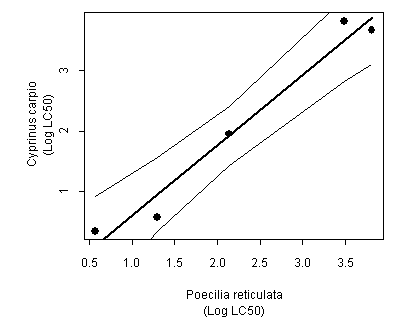 Cyprinus carpio
(Log LC50)
3
2
1
0.5 1.0 1.5 2.0 2.5 3.0 3.5
Poecilia reticulata
(Log LC50)